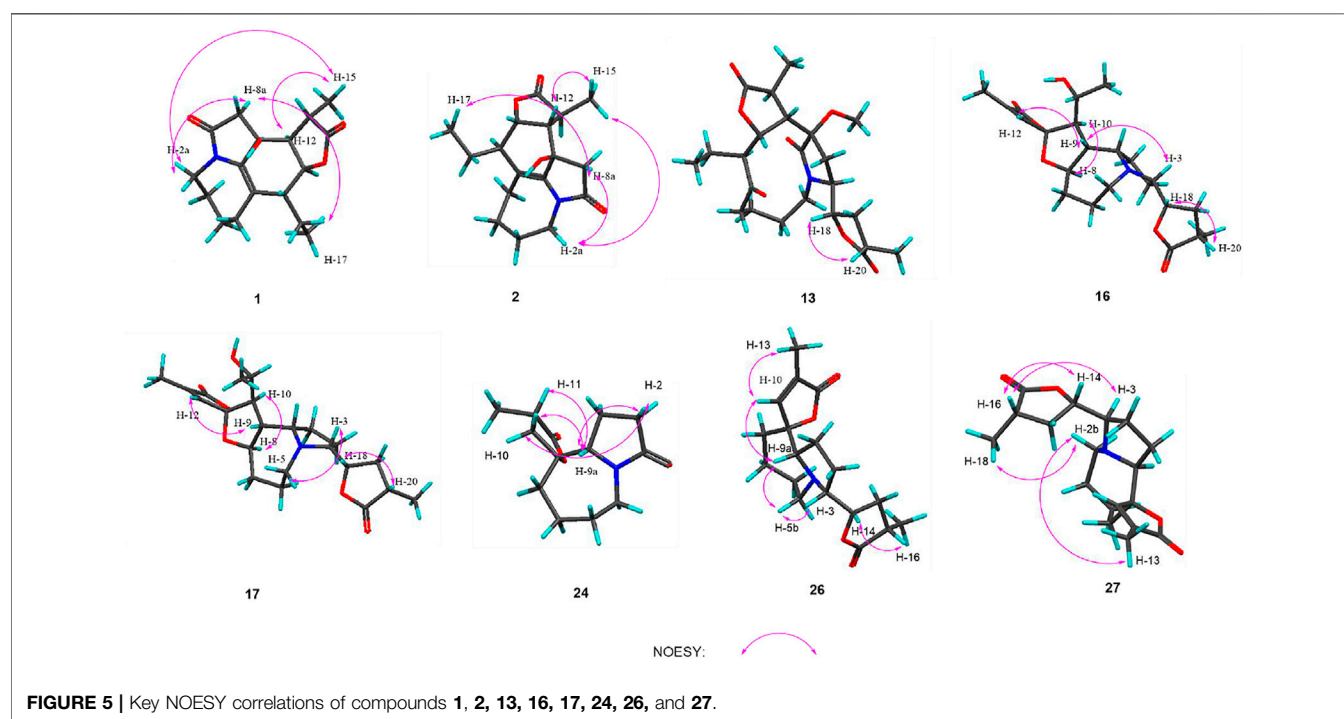 H-15
H-8a
H-12
H-2a
H-17
1
H-15
H-17
H-12
H-8a
H-2a
2
H-18
H-20
13
H-12
H-10
H-9
H-3
H-8
H-18
H-20
16
H-10
H-12
H-9
H-3
H-8
H-18
H-5
H-20
17
H-11
H-2
H-10
H-9a
24
H-13
H-10
H-9a
H-3
H-5b
H-14
H-16
26
H-14
H-16
H-3
H-2b
H-18
H-13
27
NOESY:
FIGURE 5 | Key NOESY correlations of compounds 1, 2, 13, 16, 17, 24, 26, and 27.